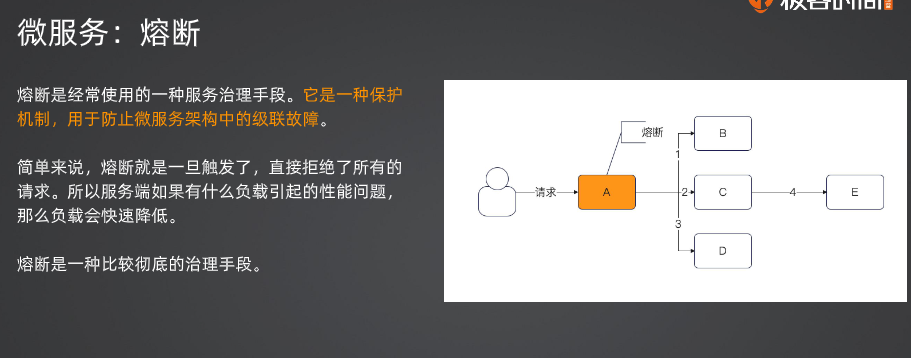 微服务：熔断
熔断是经常使用的一种服务治理手段。它是一种保护
机制，用于防止微服务架构中的级联故障。
简单来说，熔断就是一旦触发了，直接拒绝了所有的
请求。所以服务端如果有什么负载引起的性能问题，
那么负载会快速降低。
熔断是一种比较彻底的治理手段。
熔断
B
1
请求
A
2
C
4
E
3
D